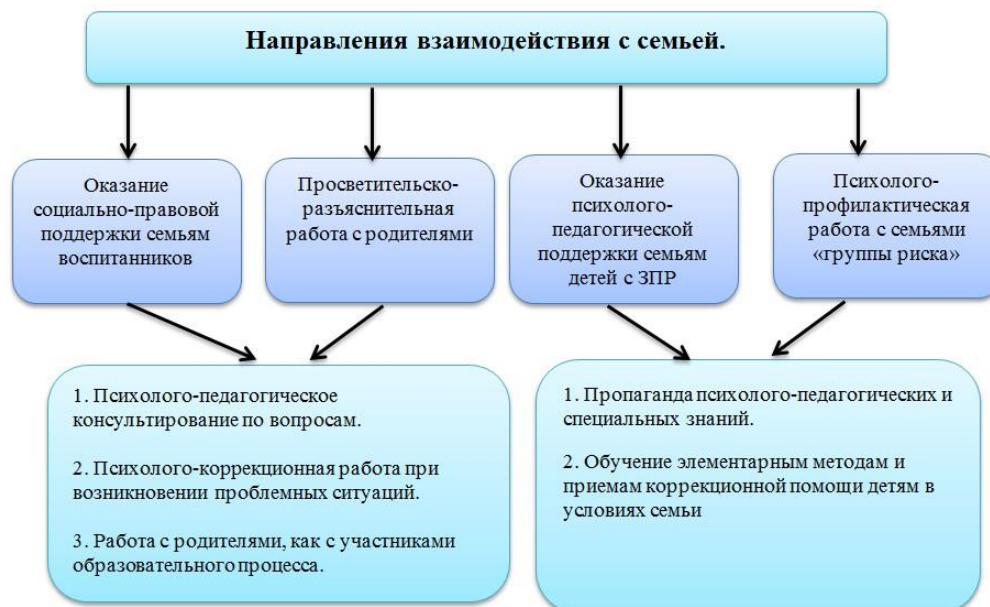 Направления взаимодействия с семьей.
Оказание
социально-правовой
поддержки семьям
воспитанников
Просветительско-
разъяснительная
работа с родителями
Оказание
психолого-
педагогической
поддержки семьям
детей с ЗПР
Психолого-
профилактическая
работа с семьями
«группы риска»
1. Психолого-педагогическое
консультирование по вопросам.
2. Психолого-коррекционная работа при
возникновении проблемных ситуаций.
3. Работа с родителями, как с участниками
образовательного процесса.
1. Пропаганда психолого-педагогических и
специальных знаний.
2. Обучение элементарным методам и
приемам коррекционной помощи детям в
условиях семьи